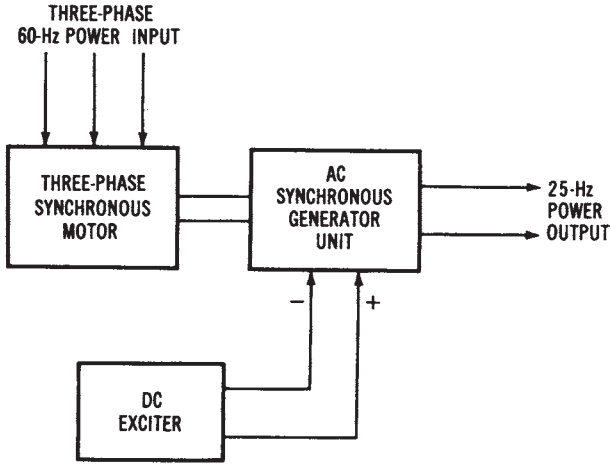 THREE-PHASE
60-Hz POWER INPUT
THREE-PHASE
SYNCHRONOUS
MOTOR
AC
SYNCHRONOUS
GENERATOR
UNIT
25-Hz
POWER
OUTPUT
− +
DC
EXCITER